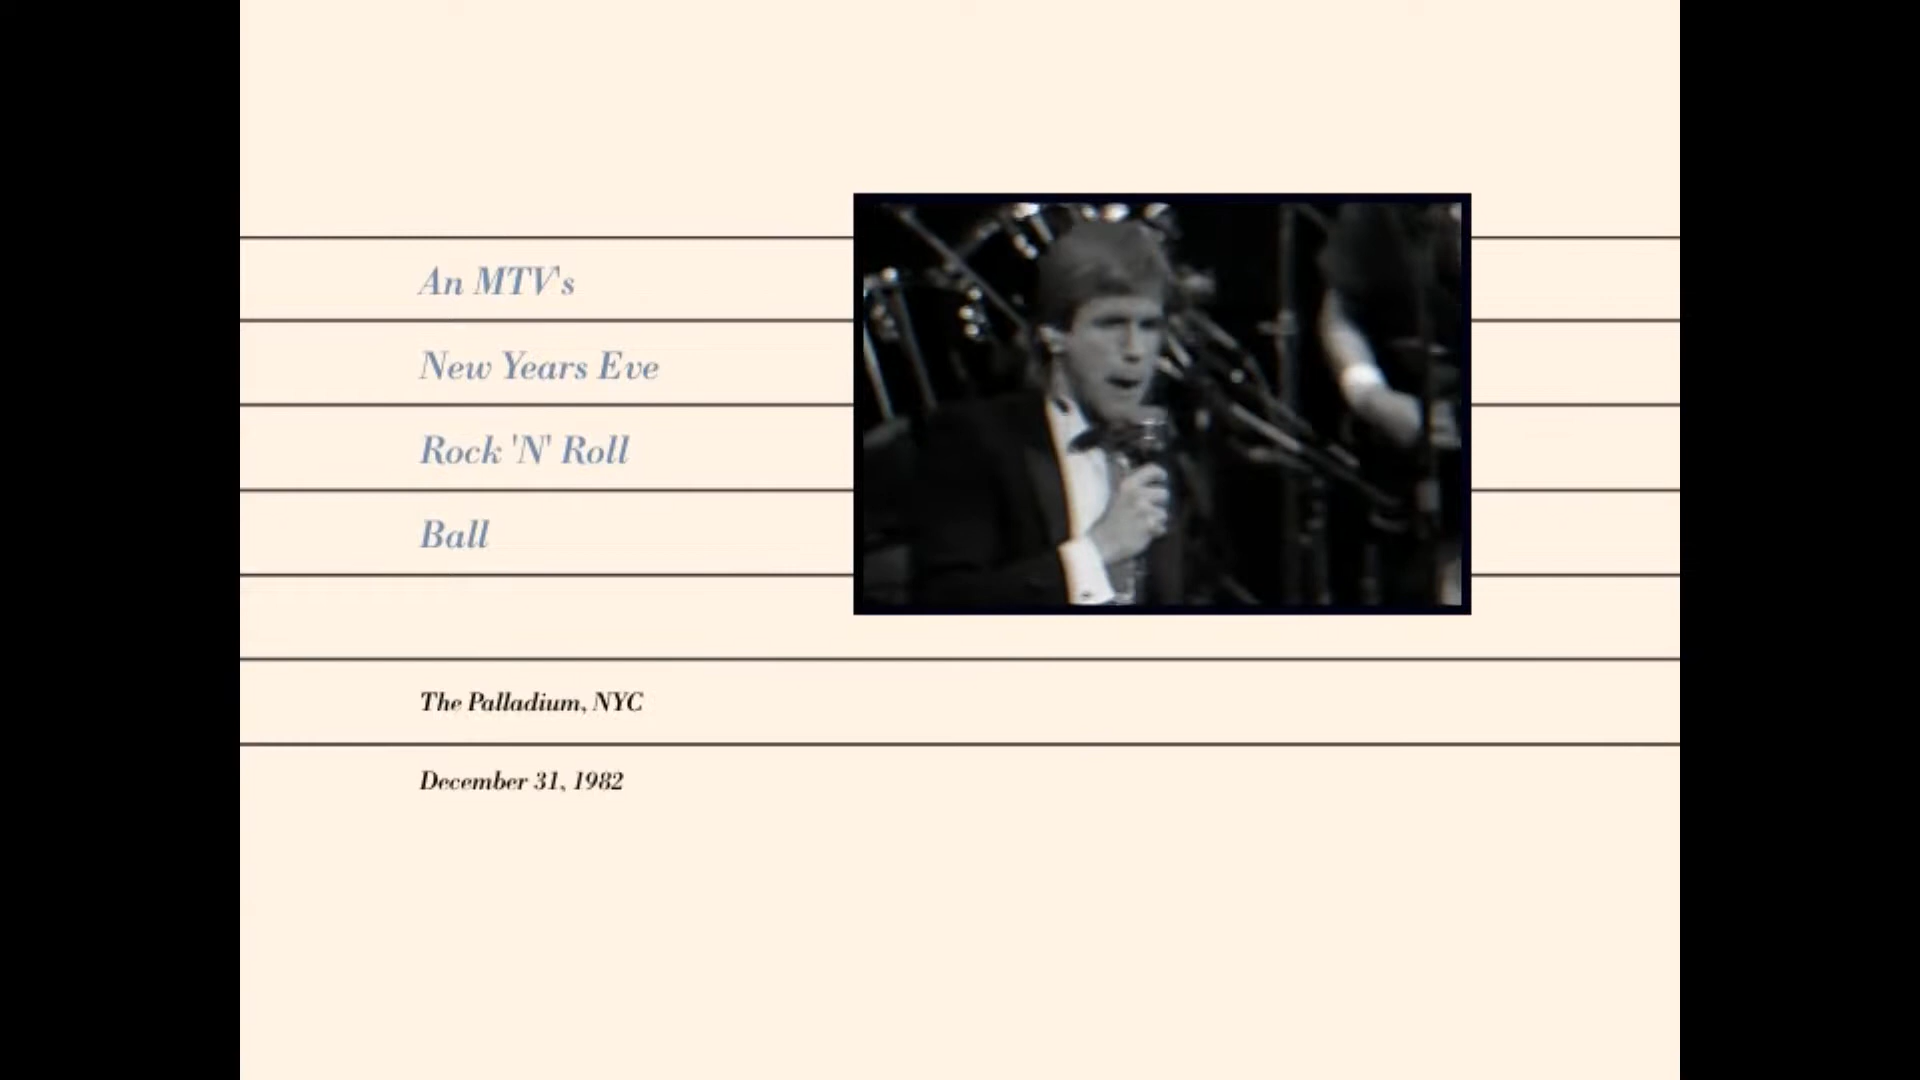 An MTV's
New Years Eve
Rock 'N' Roll
Ball
The Palladium, NYC
December 31, 1982